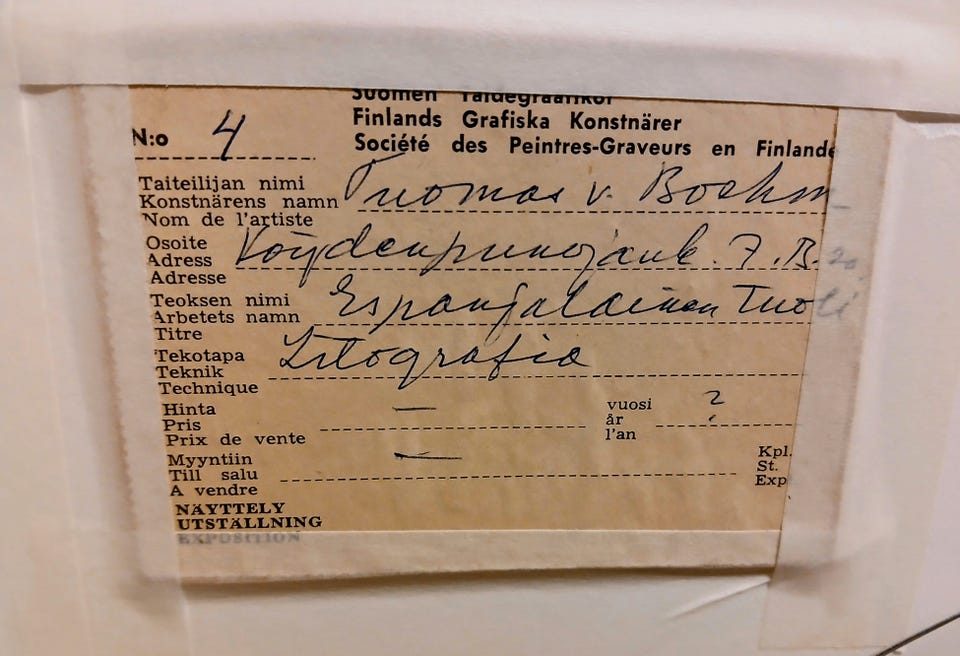 Suomen Taidegraafikot
Finlands Grafiska Konstnärer
N:o 4
Société des Peintres-Graveurs en Finlande
Taiteilijan nimi
Konstnärens namn Tuomas v. Boehm
Nom de l'artiste
Osoite
Adress Köydenpunojank. 7.B. 20
Adresse
Teoksen nimi
Arbetets namn Espanjalainen Tuoli
Titre
Tekotapa
Teknik Litografia
Technique
Hinta — vuosi ?
Pris år
Prix de vente l'an
Myyntiin — Kpl.
Till salu St.
A vendre Exp
NÄYTTELY
UTSTÄLLNING
EXPOSITION